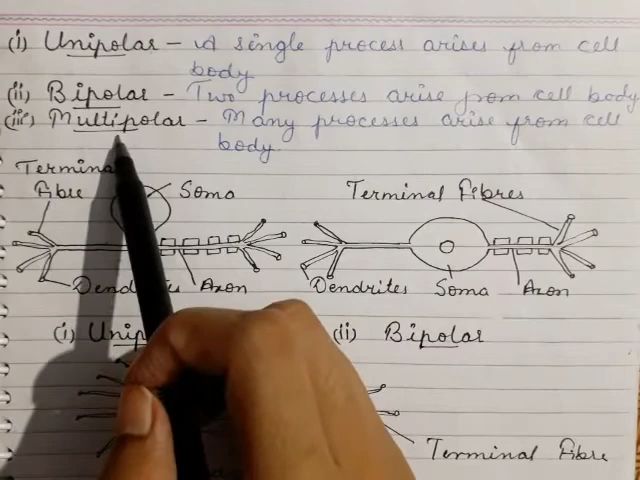 (i) Unipolar - A single process arises from cell
body
(ii) Bipolar - Two processes arise from cell body
(iii) Multipolar - Many processes arise from cell
body.
Fibre Soma Terminal Fibres
Dendrites Axon Dendrites Soma Axon
(i) (ii) Bipolar
Terminal Fibre